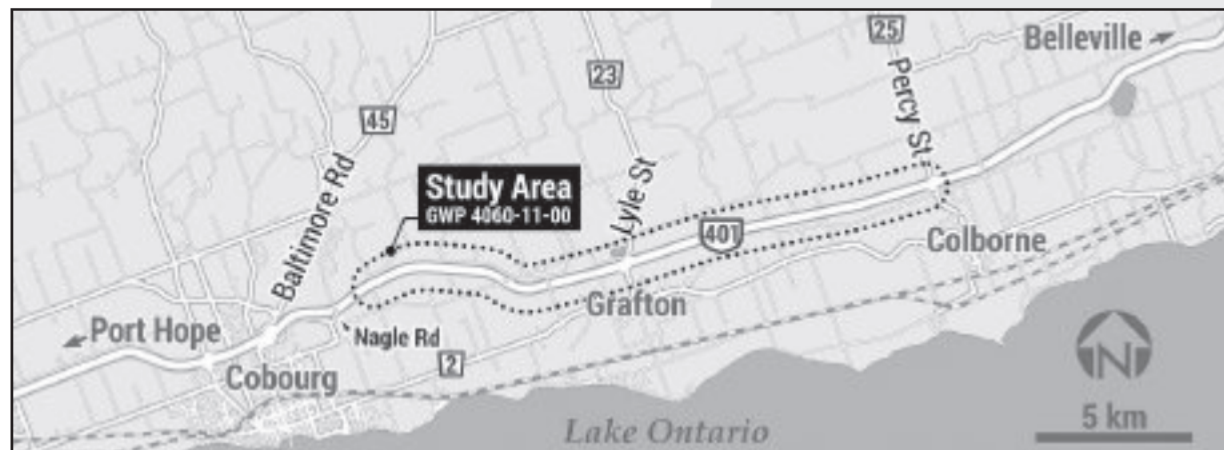 25
Belleville
23
Percy St
45
Study Area
GWP 4060-11-00
Lyle St
Baltimore Rd
401
Colborne
Grafton
Port Hope
Nagle Rd
2
Cobourg
N
5 km
Lake Ontario